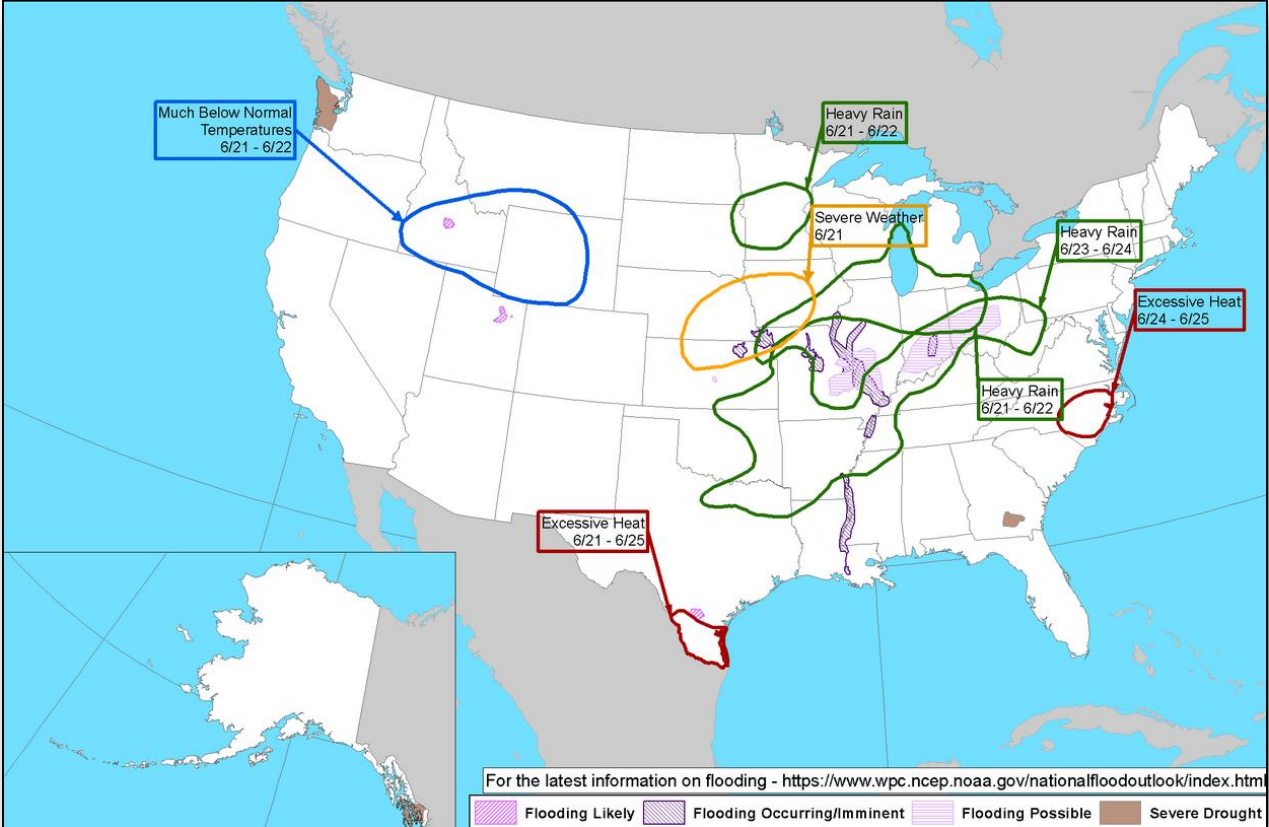 Much Below Normal
Temperatures
6/21 - 6/22
Heavy Rain
6/21 - 6/22
Severe Weather
6/21
Heavy Rain
6/23 - 6/24
Excessive Heat
6/24 - 6/25
Heavy Rain
6/21 - 6/22
Excessive Heat
6/21 - 6/25
For the latest information on flooding - https://www.wpc.ncep.noaa.gov/nationalfloodoutlook/index.html
Flooding Likely Flooding Occurring/Imminent Flooding Possible Severe Drought